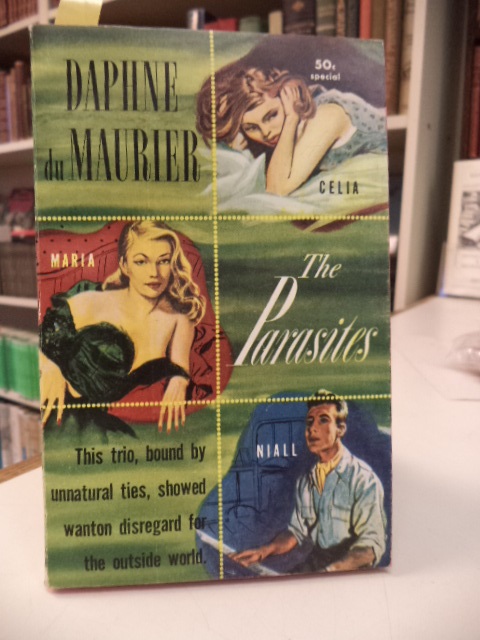 DAPHNE
du MAURIER
50¢
special
CELIA
MARIA
The
Parasites
NIALL
This trio, bound by
unnatural ties, showed
wanton disregard for
the outside world.